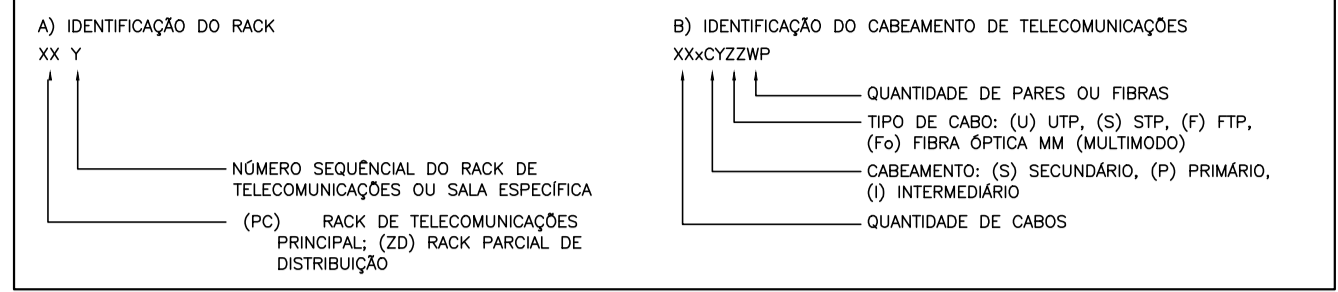 A) IDENTIFICAÇÃO DO RACK
XX Y
NÚMERO SEQUÊNCIAL DO RACK DE
TELECOMUNICAÇÕES OU SALA ESPECÍFICA
(PC) RACK DE TELECOMUNICAÇÕES
PRINCIPAL; (ZD) RACK PARCIAL DE
DISTRIBUIÇÃO
B) IDENTIFICAÇÃO DO CABEAMENTO DE TELECOMUNICAÇÕES
XXxCYZZWP
QUANTIDADE DE PARES OU FIBRAS
TIPO DE CABO: (U) UTP, (S) STP, (F) FTP,
(Fo) FIBRA ÓPTICA MM (MULTIMODO)
CABEAMENTO: (S) SECUNDÁRIO, (P) PRIMÁRIO,
(I) INTERMEDIÁRIO
QUANTIDADE DE CABOS